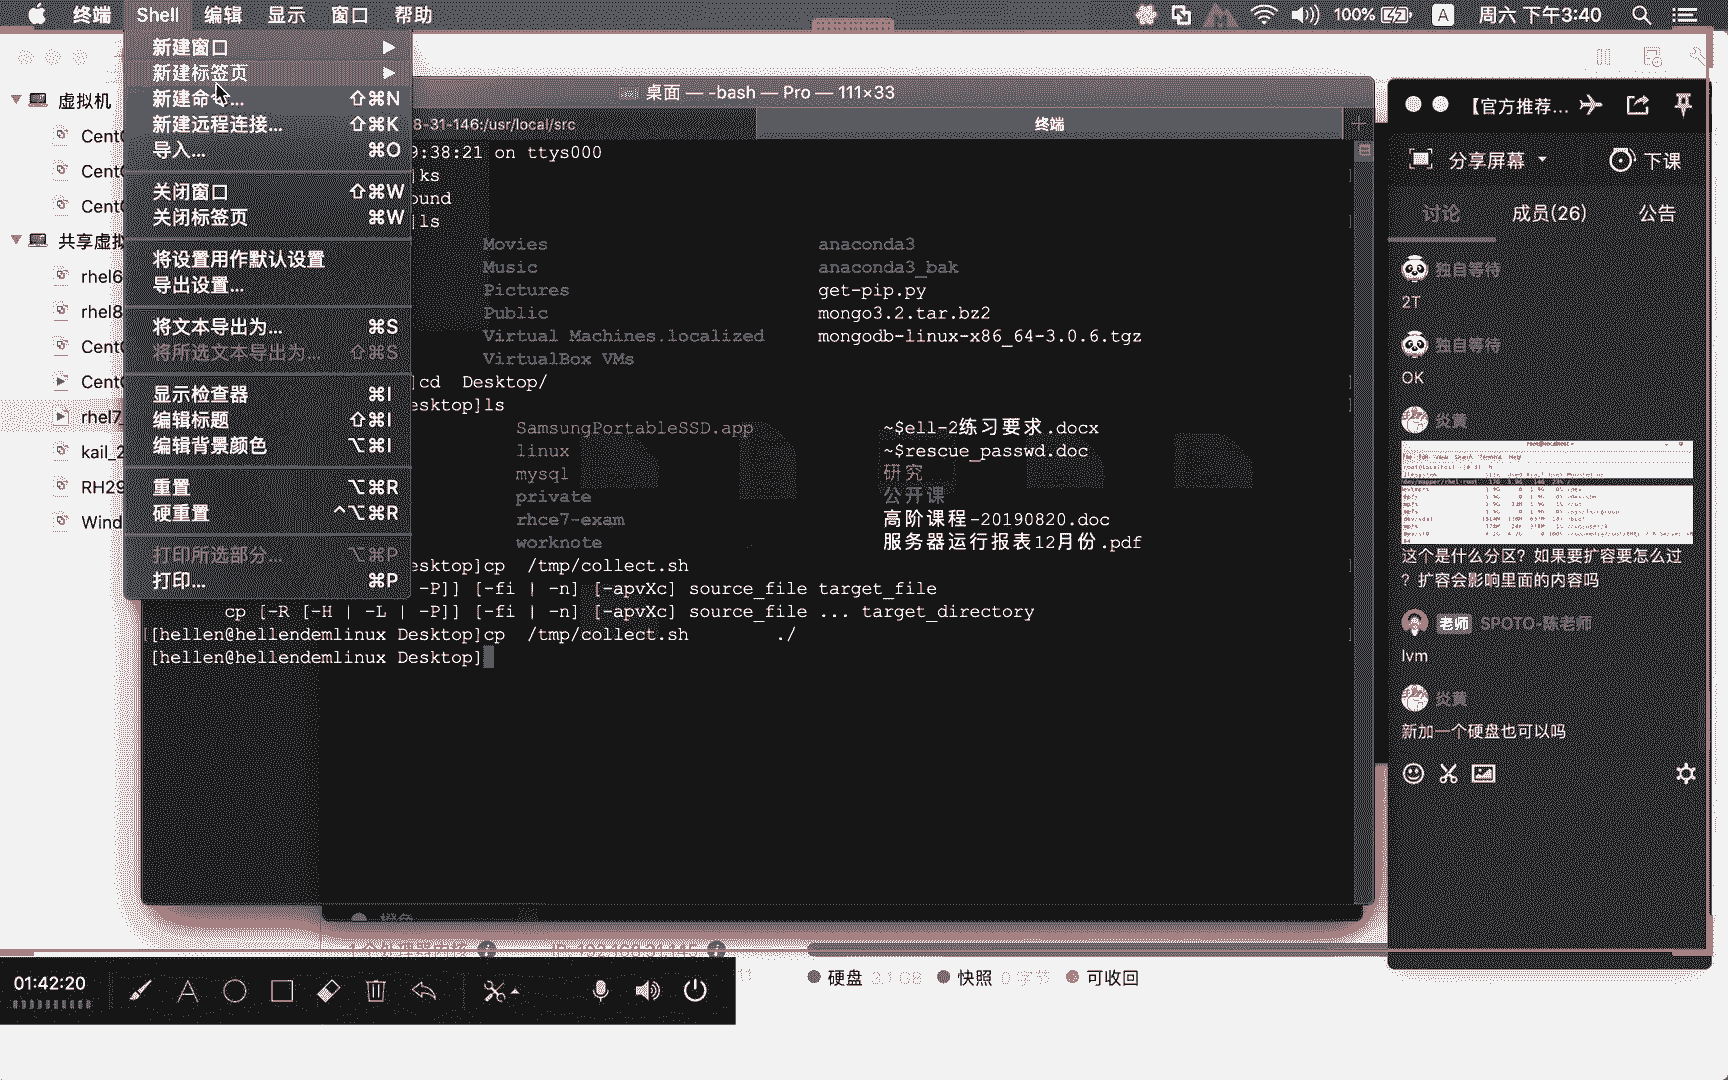 终端 Shell 编辑 显示 窗口 帮助 100% A 周六 下午3:40
新建窗口
新建标签页
新建命令... ⇧⌘N
新建远程连接... ⇧⌘K
导入... ⌘O
关闭窗口 ⇧⌘W
关闭标签页 ⌘W
将设置用作默认设置
导出设置...
将文本导出为... ⌘S
将所选文本导出为... ⇧⌘S
显示检查器 ⌘I
编辑标题 ⇧⌘I
编辑背景颜色 ⌥⌘I
重置 ⌥⌘R
硬重置 ^⌥⌘R
打印所选部分... ⌥⌘P
打印... ⌘P
虚拟机
Cent
Cent
Cent
共享虚拟
rhel6
rhel8
Cent
Cent
rhel7_
kail_2
RH29
Wind
桌面 — -bash — Pro — 111×33
8-31-146:/usr/local/src 终端
9:38:21 on ttys000
]ks
ound
]ls
Movies anaconda3
Music anaconda3_bak
Pictures get-pip.py
Public mongo3.2.tar.bz2
Virtual Machines.localized mongodb-linux-x86_64-3.0.6.tgz
VirtualBox VMs
]cd Desktop/
esktop]ls
SamsungPortableSSD.app ~$ell-2练习要求.docx
linux ~$rescue_passwd.doc
mysql 研究
private 公开课
rhce7-exam 高阶课程-20190820.doc
worknote 服务器运行报表12月份.pdf
esktop]cp /tmp/collect.sh
-P]] [-fi | -n] [-apvXc] source_file target_file
cp [-R [-H | -L | -P]] [-fi | -n] [-apvXc] source_file ... target_directory
[[hellen@hellendemlinux Desktop]cp /tmp/collect.sh ./
[hellen@hellendemlinux Desktop]
【官方推荐...
分享屏幕 下课
讨论 成员(26) 公告
独自等待
2T
独自等待
OK
炎黄
这个是什么分区？如果要扩容要怎么过
？扩容会影响里面的内容吗
老师 SPOTO-陈老师
lvm
炎黄
新加一个硬盘也可以吗
01:42:20
硬盘 3.1 GB 快照 0 字节 可收回